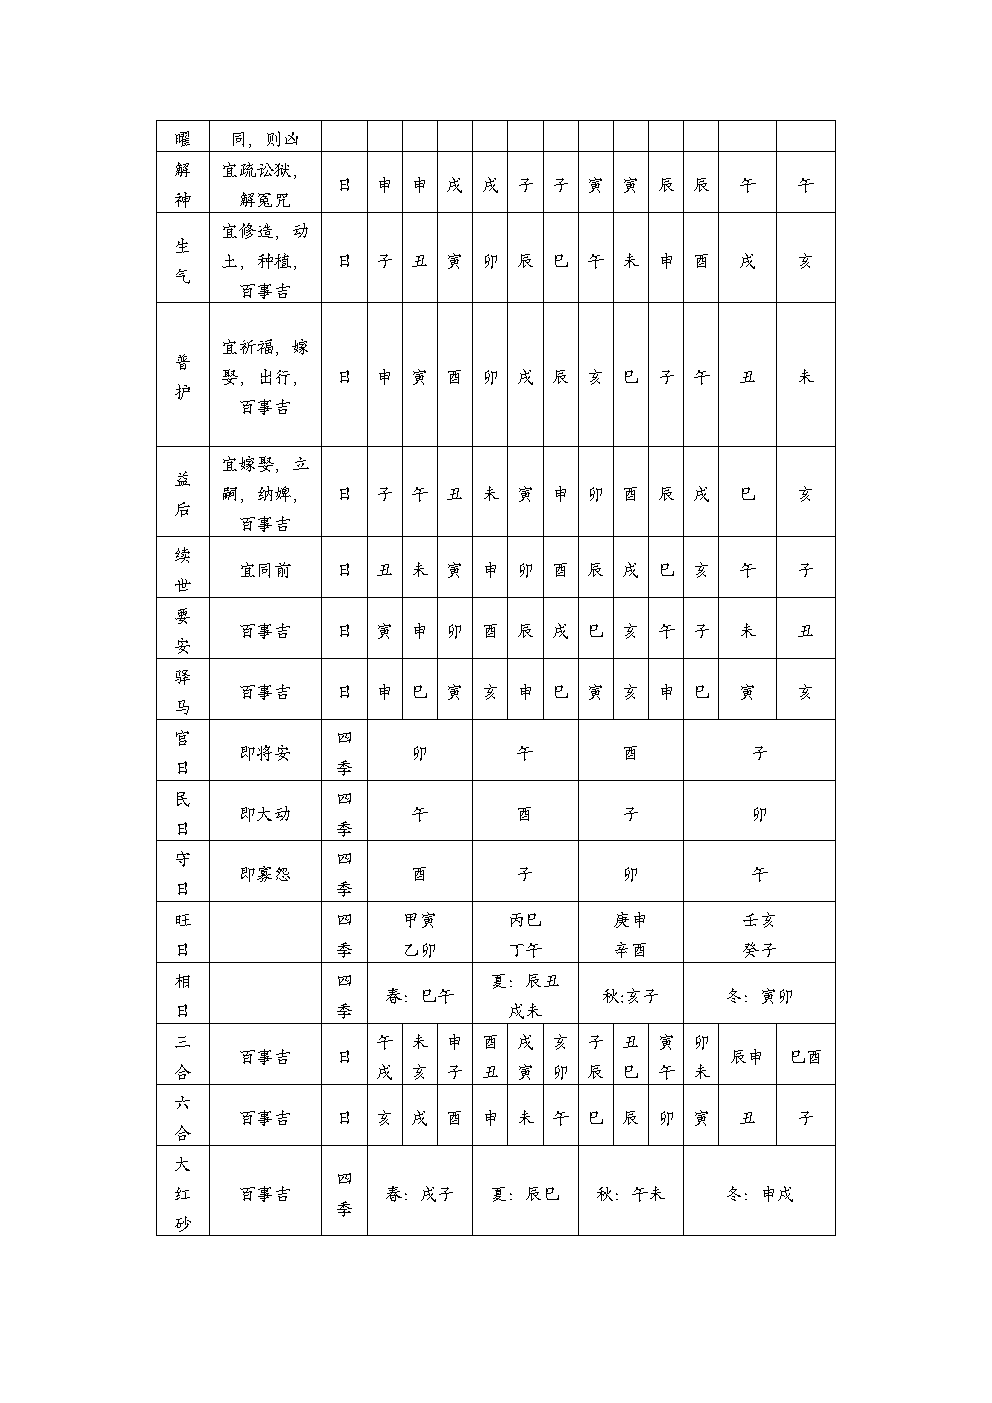 曜 同，则凶
解神 宜疏讼狱，解冤咒 日 申 申 戌 戌 子 子 寅 寅 辰 辰 午 午
生气 宜修造，动土，种植，百事吉 日 子 丑 寅 卯 辰 巳 午 未 申 酉 戌 亥
普护 宜祈福，嫁娶，出行，百事吉 日 申 寅 酉 卯 戌 辰 亥 巳 子 午 丑 未
益后 宜嫁娶，立嗣，纳婢，百事吉 日 子 午 丑 未 寅 申 卯 酉 辰 戌 巳 亥
续世 宜同前 日 丑 未 寅 申 卯 酉 辰 戌 巳 亥 午 子
要安 百事吉 日 寅 申 卯 酉 辰 戌 巳 亥 午 子 未 丑
驿马 百事吉 日 申 巳 寅 亥 申 巳 寅 亥 申 巳 寅 亥
官日 即将安 四季 卯 午 酉 子
民日 即大动 四季 午 酉 子 卯
守日 即寡怨 四季 酉 子 卯 午
旺日 四季 甲寅乙卯 丙巳丁午 庚申辛酉 壬亥癸子
相日 四季 春：巳午 夏：辰丑戌未 秋:亥子 冬：寅卯
三合 百事吉 日 午戌 未亥 申子 酉丑 戌寅 亥卯 子辰 丑巳 寅午 卯未 辰申 巳酉
六合 百事吉 日 亥 戌 酉 申 未 午 巳 辰 卯 寅 丑 子
大红砂 百事吉 四季 春：戌子 夏：辰巳 秋：午未 冬：申戌